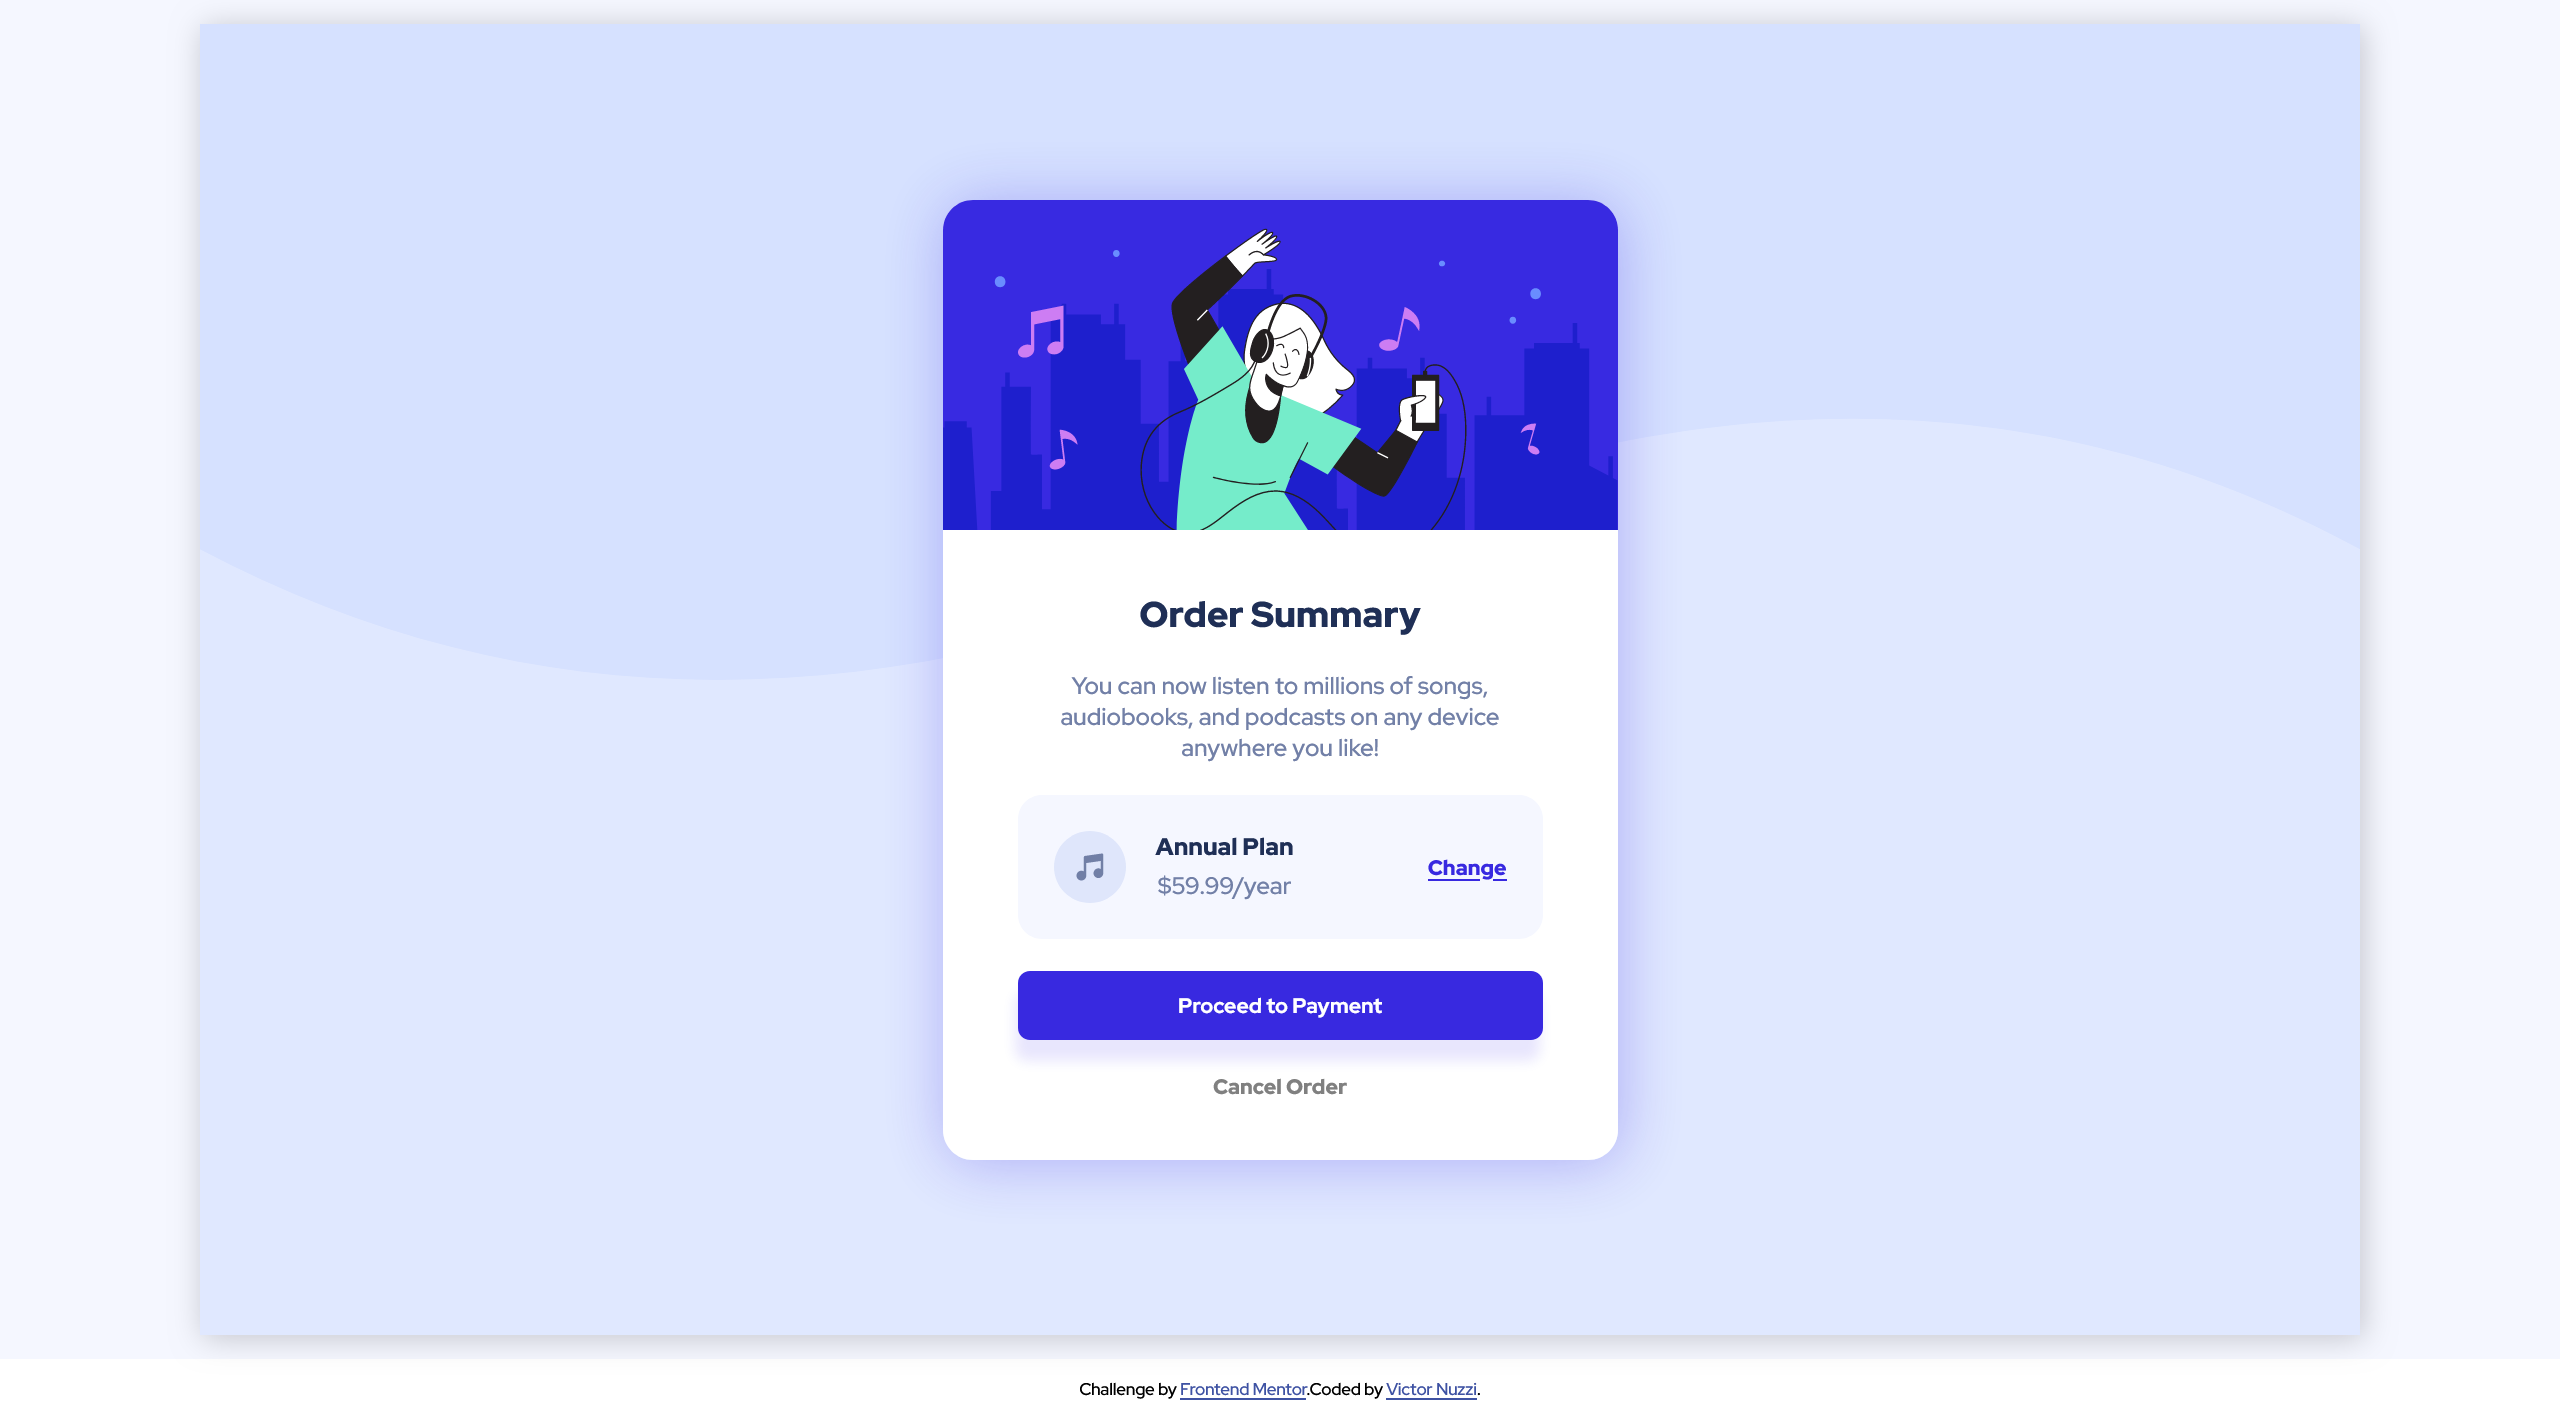 Order Summary
You can now listen to millions of songs,
audiobooks, and podcasts on any device
anywhere you like!
Annual Plan
$59.99/year
Change
Proceed to Payment
Cancel Order
Challenge by Frontend Mentor.Coded by Victor Nuzzi.